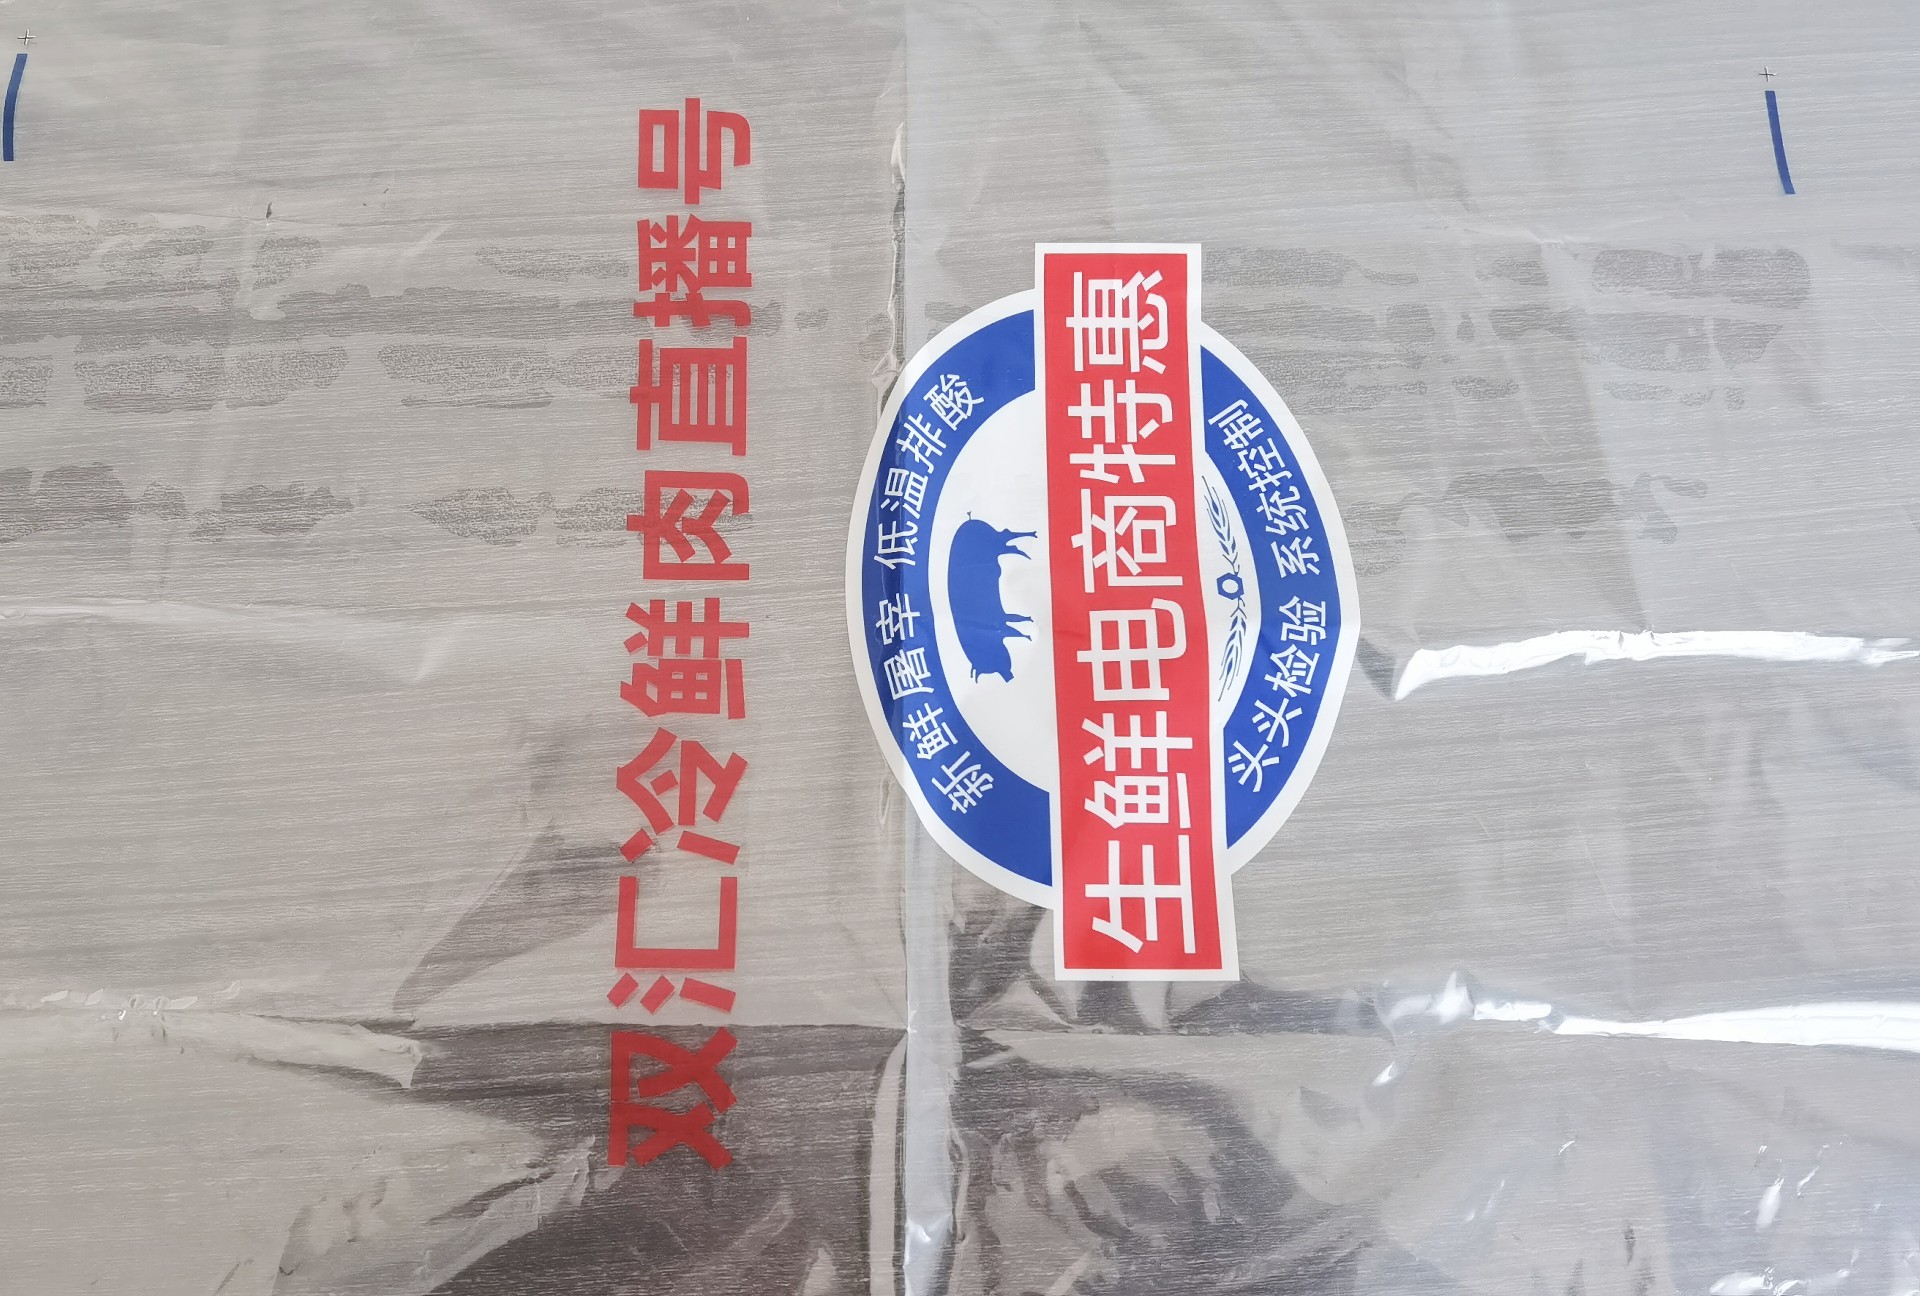 双汇冷鲜肉直播号
新鲜屠宰 低温排酸
生鲜电商特惠
头头检验 系统控制